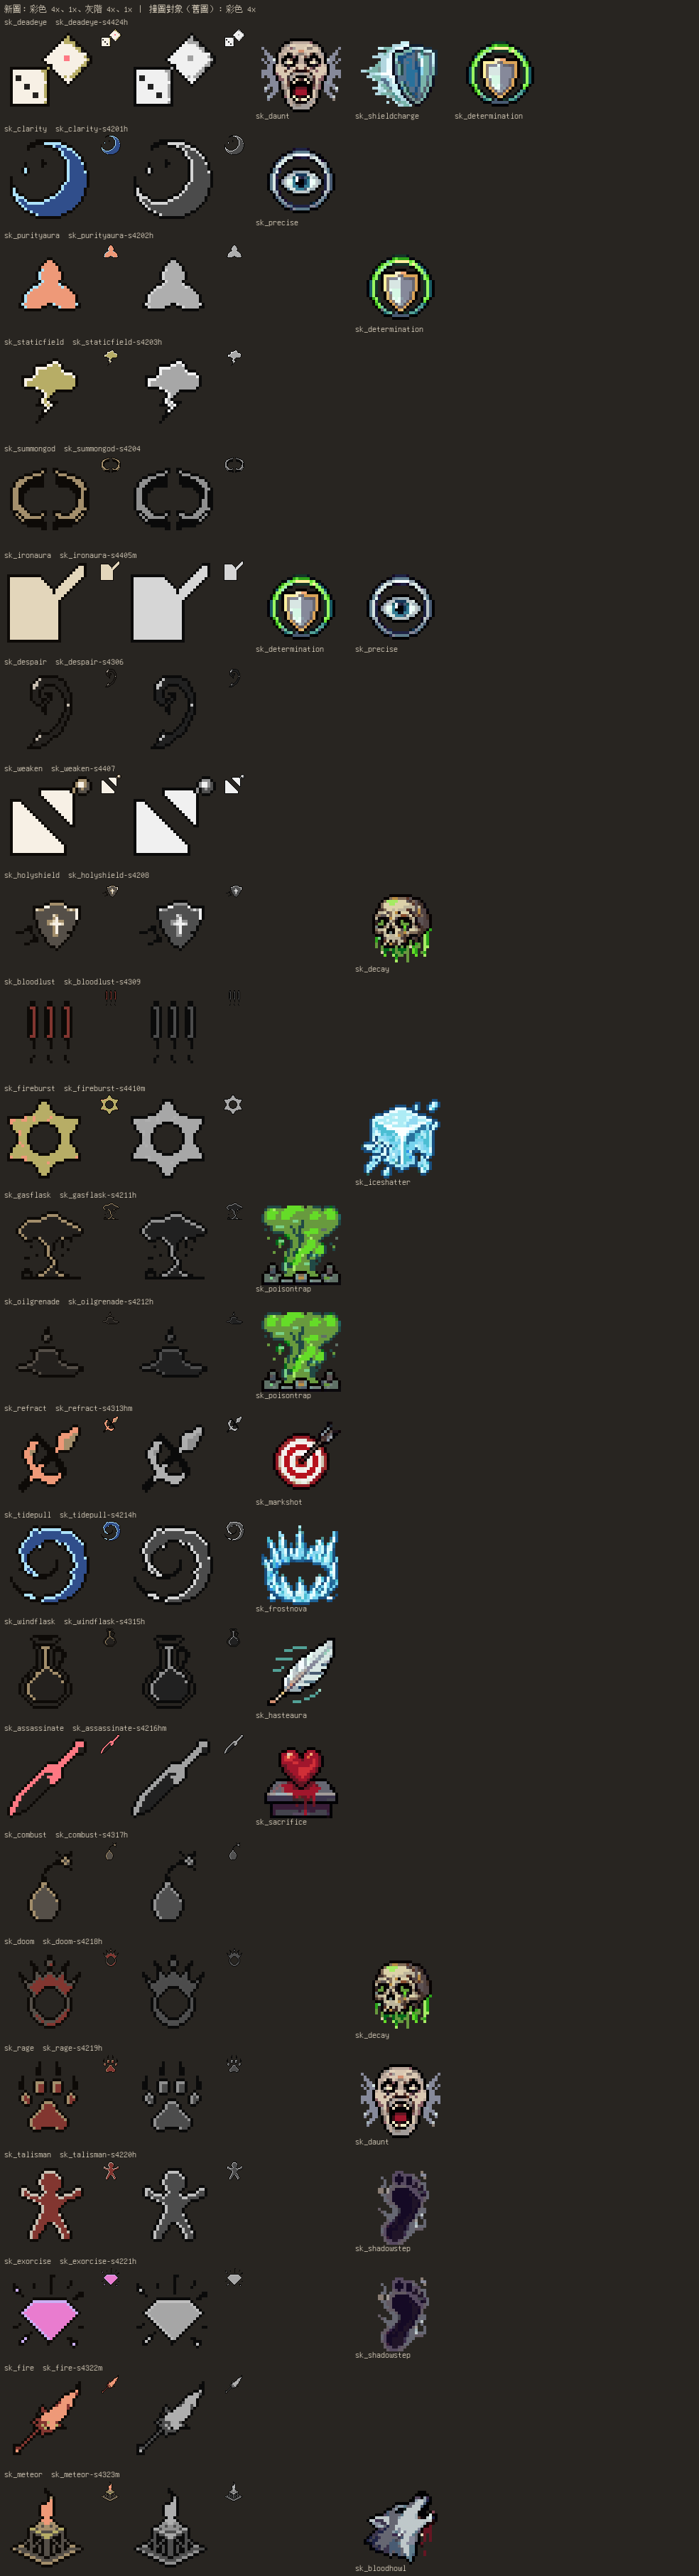 新圖：彩色 4x、1x、灰階 4x、1x | 撞圖對象（舊圖）：彩色 4x
sk_deadeye sk_deadeye-s4424h
sk_daunt sk_shieldcharge sk_determination
sk_clarity sk_clarity-s4201h
sk_precise
sk_purityaura sk_purityaura-s4202h
sk_determination
sk_staticfield sk_staticfield-s4203h
sk_summongod sk_summongod-s4204
sk_ironaura sk_ironaura-s4405m
sk_determination sk_precise
sk_despair sk_despair-s4306
sk_weaken sk_weaken-s4407
sk_holyshield sk_holyshield-s4208
sk_decay
sk_bloodlust sk_bloodlust-s4309
sk_fireburst sk_fireburst-s4410m
sk_iceshatter
sk_gasflask sk_gasflask-s4211h
sk_poisontrap
sk_oilgrenade sk_oilgrenade-s4212h
sk_poisontrap
sk_refract sk_refract-s4313hm
sk_markshot
sk_tidepull sk_tidepull-s4214h
sk_frostnova
sk_windflask sk_windflask-s4315h
sk_hasteaura
sk_assassinate sk_assassinate-s4216hm
sk_sacrifice
sk_combust sk_combust-s4317h
sk_doom sk_doom-s4218h
sk_decay
sk_rage sk_rage-s4219h
sk_daunt
sk_talisman sk_talisman-s4220h
sk_shadowstep
sk_exorcise sk_exorcise-s4221h
sk_shadowstep
sk_fire sk_fire-s4322m
sk_meteor sk_meteor-s4323m
sk_bloodhowl